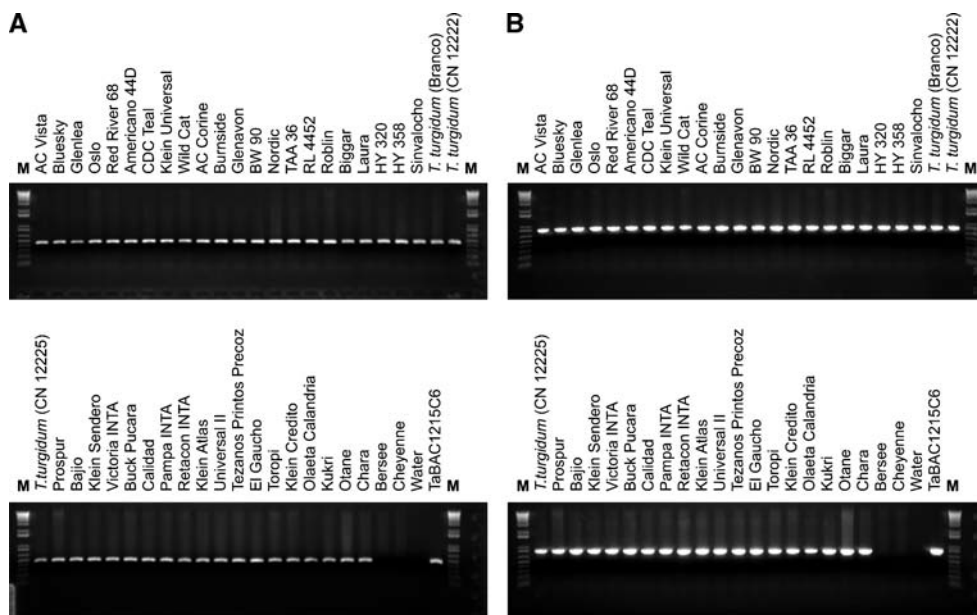 A
M
AC Vista
Bluesky
Glenlea
Oslo
Red River 68
Americano 44D
CDC Teal
Klein Universal
Wild Cat
AC Corine
Burnside
Glenavon
BW 90
Nordic
TAA 36
RL 4452
Roblin
Biggar
Laura
HY 320
HY 358
Sinvalocho
T. turgidum (Branco)
T. turgidum (CN 12222)
M
B
M
AC Vista
Bluesky
Glenlea
Oslo
Red River 68
Americano 44D
CDC Teal
Klein Universal
Wild Cat
AC Corine
Burnside
Glenavon
BW 90
Nordic
TAA 36
RL 4452
Roblin
Biggar
Laura
HY 320
HY 358
Sinvalocho
T. turgidum (Branco)
T. turgidum (CN 12222)
M
M
T.turgidum (CN 12225)
Prospur
Bajio
Klein Sendero
Victoria INTA
Buck Pucara
Calidad
Pampa INTA
Retacon INTA
Klein Atlas
Universal II
Tezanos Printos Precoz
El Gaucho
Toropi
Klein Credito
Olaeta Calandria
Kukri
Otane
Chara
Bersee
Cheyenne
Water
TaBAC1215C6
M
M
T.turgidum (CN 12225)
Prospur
Bajio
Klein Sendero
Victoria INTA
Buck Pucara
Calidad
Pampa INTA
Retacon INTA
Klein Atlas
Universal II
Tezanos Printos Precoz
El Gaucho
Toropi
Klein Credito
Olaeta Calandria
Kukri
Otane
Chara
Bersee
Cheyenne
Water
TaBAC1215C6
M